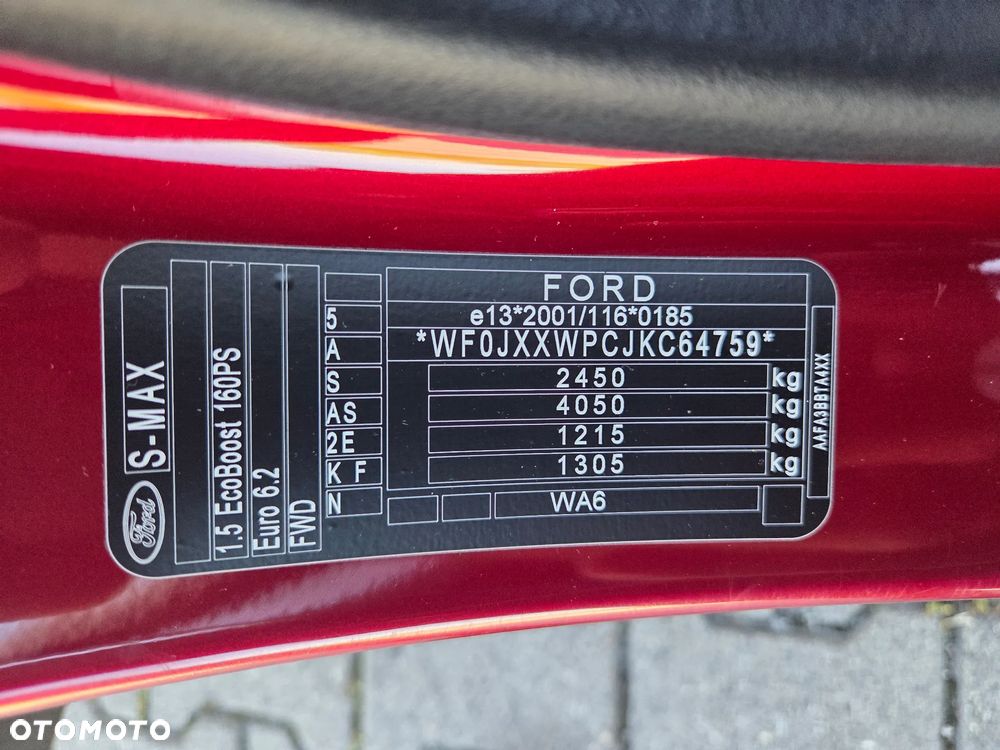 FORD
e13*2001/116*0185
*WF0JXXWPCJKC64759*
2450 kg
4050 kg
1215 kg
1305 kg
WA6
5
A
S
AS
2E
K F
N
AAFA3BBTA4XX
Ford
S-MAX
1.5 EcoBoost 160PS
Euro 6.2
FWD
OTOMOTO